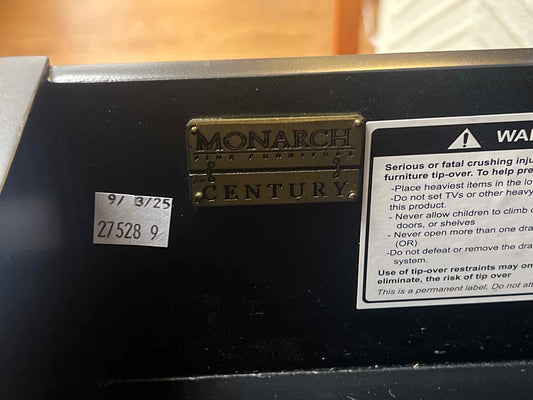 MONARCH
FINE FURNITURE
CENTURY
9/ 3/25
27528 9
WA
Serious or fatal crushing inju
furniture tip-over. To help pre
-Place heaviest items in the lo
-Do not set TVs or other heavy
this product.
- Never allow children to climb o
doors, or shelves
- Never open more than one dra
(OR)
-Do not defeat or remove the dra
system.
Use of tip-over restraints may on
eliminate, the risk of tip over
This is a permanent label, Do not att